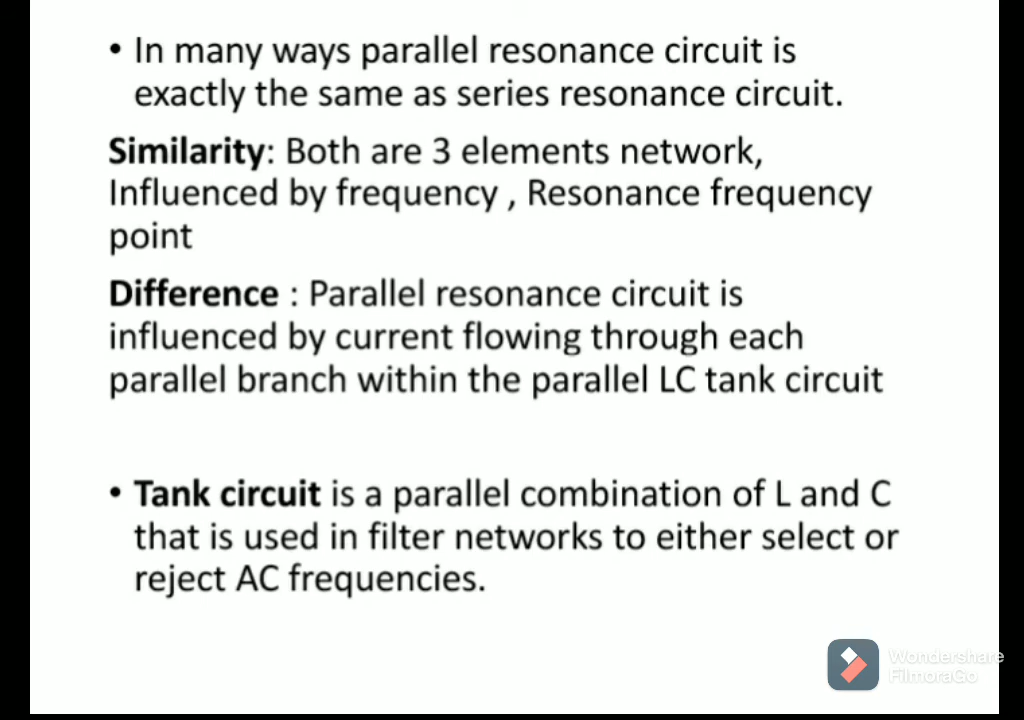 • In many ways parallel resonance circuit is
exactly the same as series resonance circuit.
Similarity: Both are 3 elements network,
Influenced by frequency , Resonance frequency
point
Difference : Parallel resonance circuit is
influenced by current flowing through each
parallel branch within the parallel LC tank circuit
• Tank circuit is a parallel combination of L and C
that is used in filter networks to either select or
reject AC frequencies.
Wondershare
FilmoraGo